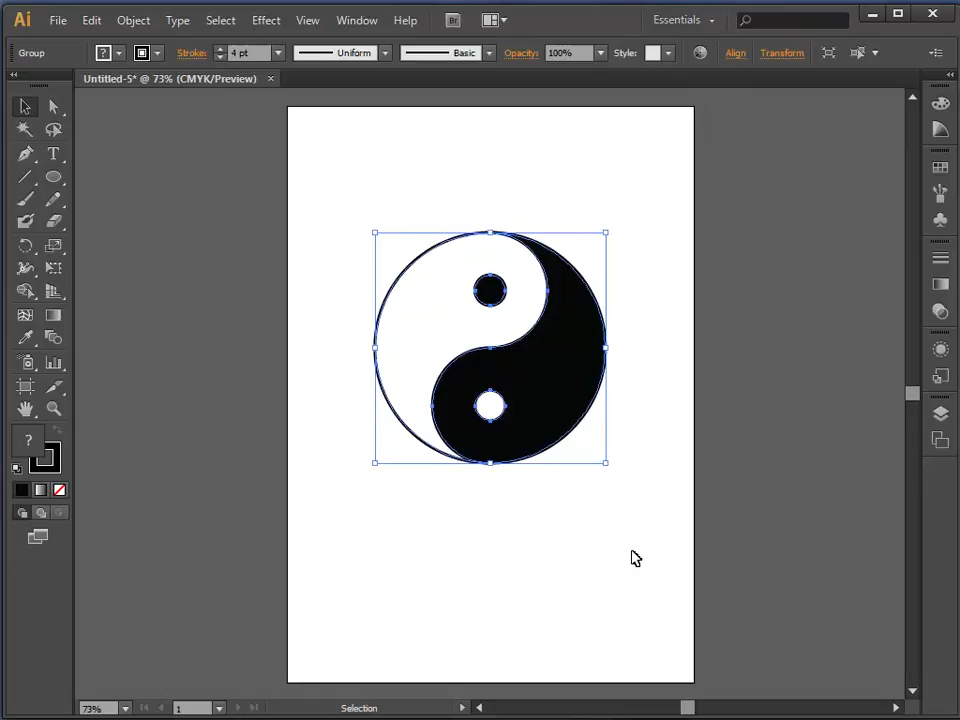 Ai File Edit Object Type Select Effect View Window Help Br Essentials
Group ? Stroke: 4 pt Uniform Basic Opacity: 100% Style: Align Transform
Untitled-5* @ 73% (CMYK/Preview) ×
T
?
73% 1 Selection